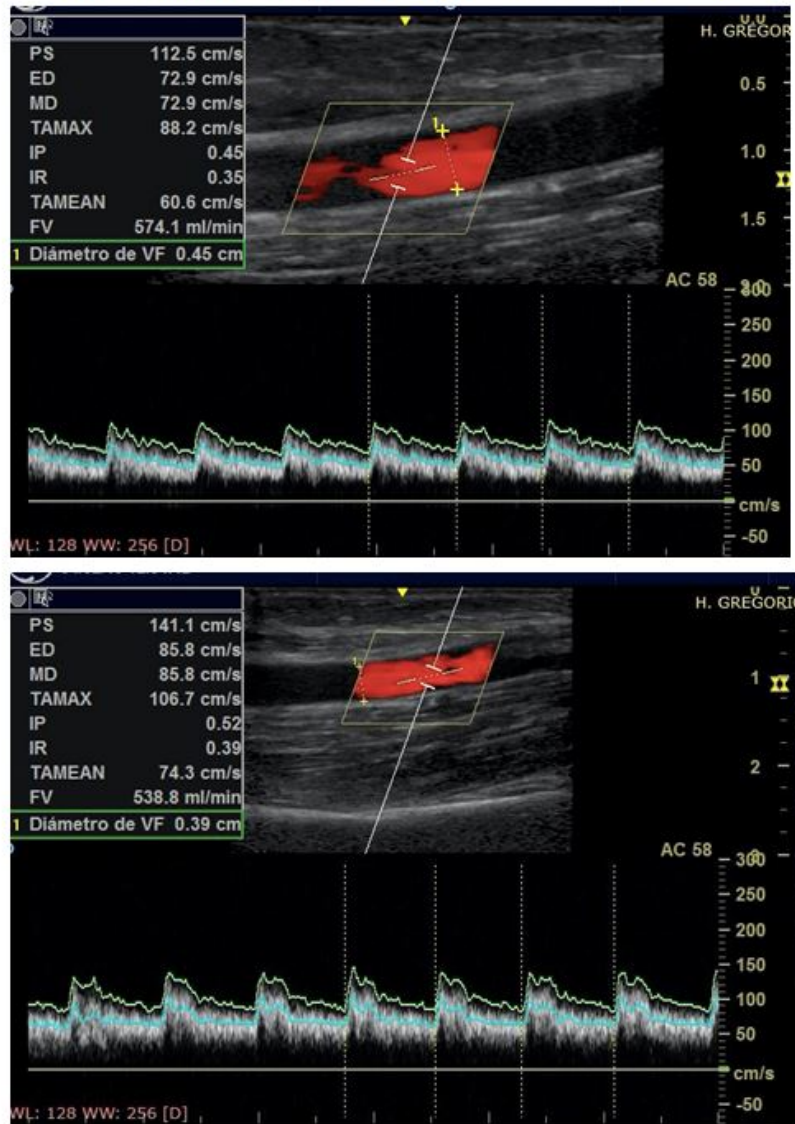 PS 112.5 cm/s
ED 72.9 cm/s
MD 72.9 cm/s
TAMAX 88.2 cm/s
IP 0.45
IR 0.35
TAMEAN 60.6 cm/s
FV 574.1 ml/min
1 Diámetro de VF 0.45 cm
H. GREGORIO
0.5
1.0
1.5
1
AC 58
300
250
200
150
100
50
cm/s
-50
WL: 128 WW: 256 [D]
PS 141.1 cm/s
ED 85.8 cm/s
MD 85.8 cm/s
TAMAX 106.7 cm/s
IP 0.52
IR 0.39
TAMEAN 74.3 cm/s
FV 538.8 ml/min
1 Diámetro de VF 0.39 cm
H. GREGORIO
1
2
1
AC 58
300
250
200
150
100
50
cm/s
-50
WL: 128 WW: 256 [D]